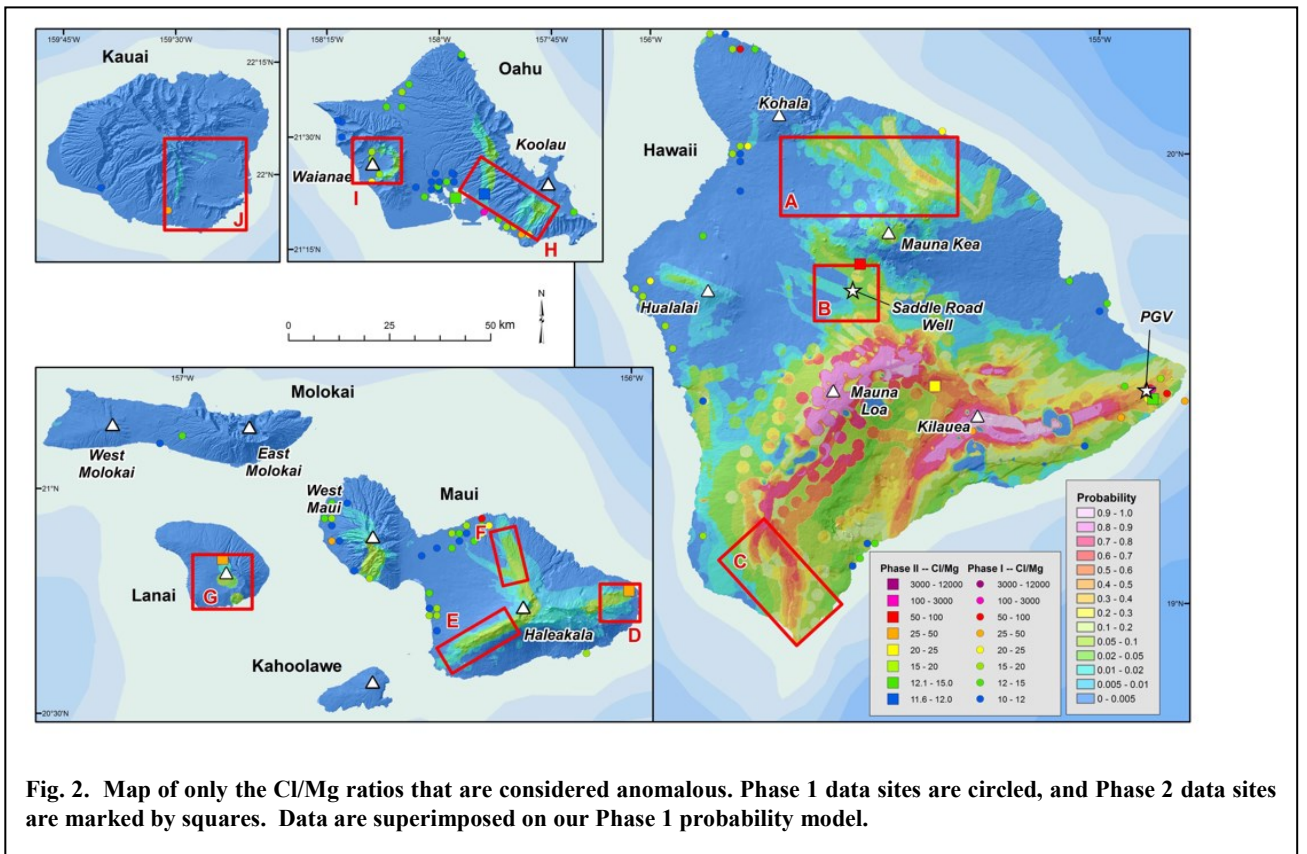 159°45'W
159°30'W
Kauai
22°15'N
22°N
J
158°15'W
158°W
157°45'W
Oahu
21°30'N
Koolau
Waianae
I
21°15'N
H
156°W
155°W
Kohala
Hawaii
20°N
A
Mauna Kea
B
Hualalai
Saddle Road
Well
PGV
Mauna
Loa
Kilauea
C
19°N
N
0 25 50 km
157°W
156°W
Molokai
West
Molokai
East
Molokai
21°N
West
Maui
Maui
F
Lanai
G
E
D
Haleakala
Kahoolawe
20°30'N
Phase II -- Cl/Mg Phase I -- Cl/Mg
3000 - 12000 3000 - 12000
100 - 3000 100 - 3000
50 - 100 50 - 100
25 - 50 25 - 50
20 - 25 20 - 25
15 - 20 15 - 20
12.1 - 15.0 12 - 15
11.6 - 12.0 10 - 12
Probability
0.9 - 1.0
0.8 - 0.9
0.7 - 0.8
0.6 - 0.7
0.5 - 0.6
0.4 - 0.5
0.3 - 0.4
0.2 - 0.3
0.1 - 0.2
0.05 - 0.1
0.02 - 0.05
0.01 - 0.02
0.005 - 0.01
0 - 0.005
Fig. 2. Map of only the Cl/Mg ratios that are considered anomalous. Phase 1 data sites are circled, and Phase 2 data sites
are marked by squares. Data are superimposed on our Phase 1 probability model.